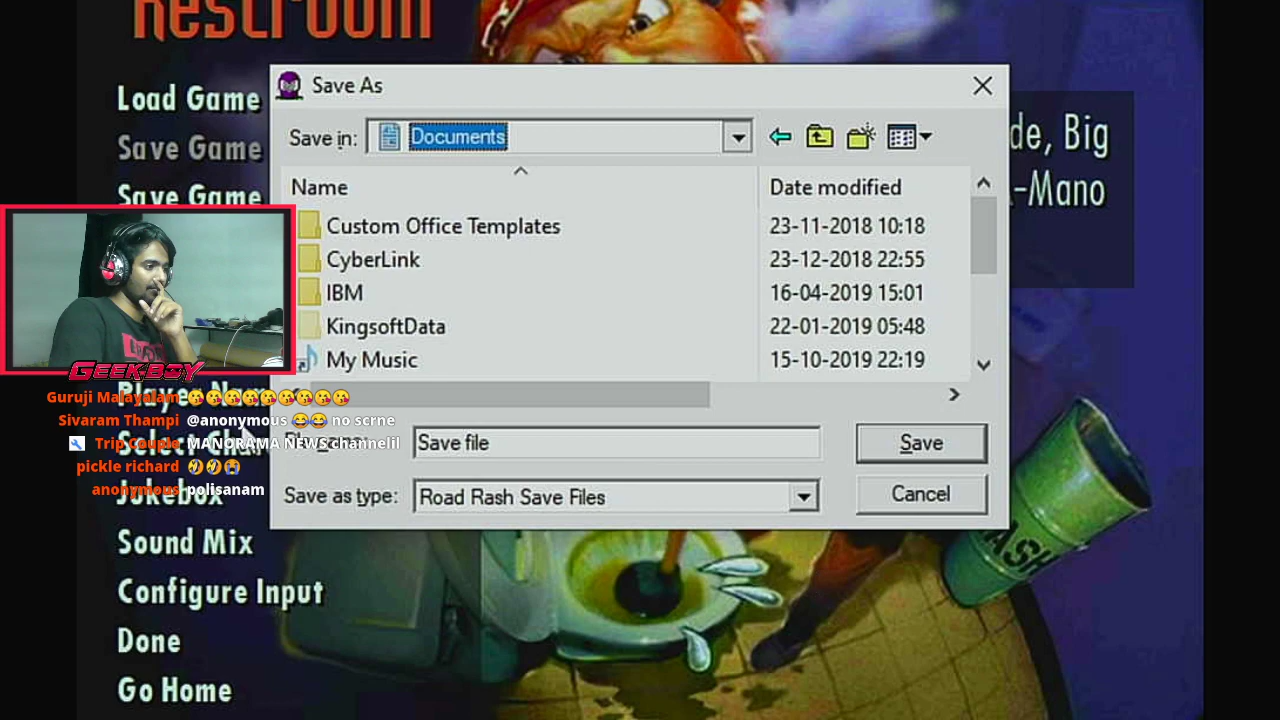 Restroom
Load Game
Save Game
Save Game
Save As
Save in:
Documents
Name
Date modified
Custom Office Templates
23-11-2018 10:18
CyberLink
23-12-2018 22:55
IBM
16-04-2019 15:01
KingsoftData
22-01-2019 05:48
My Music
15-10-2019 22:19
de, Big
-Mano
GEEK-BOY
Guruji Malayalam 😘😘😘😘😘😘😘😘😘
Sivaram Thampi @anonymous 😂😂 no scrne
Trip Couple MANORAMA NEWS channelil
pickle richard 🤣🤣😭
anonymous polisanam
Save file
Save
Save as type:
Road Rash Save Files
Cancel
Jukebox
Sound Mix
Configure Input
Done
Go Home
ASH